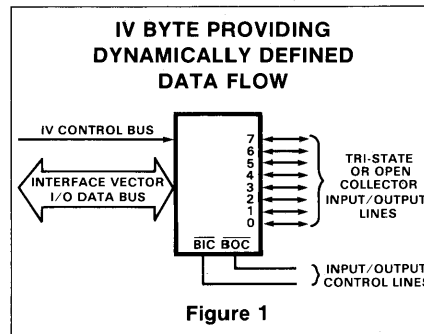 IV BYTE PROVIDING
DYNAMICALLY DEFINED
DATA FLOW
IV CONTROL BUS
INTERFACE VECTOR
I/O DATA BUS
7
6
5
4
3
2
1
0
TRI-STATE
OR OPEN
COLLECTOR
INPUT/OUTPUT
LINES
BIC BOC
INPUT/OUTPUT
CONTROL LINES
Figure 1